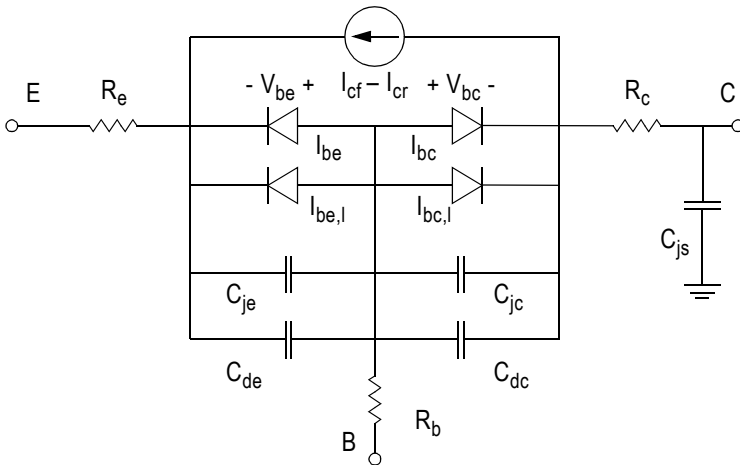 - V_be + I_cf – I_cr + V_bc -
E R_e R_c C
I_be I_bc
I_be,l I_bc,l
C_js
C_je C_jc
C_de C_dc
B R_b